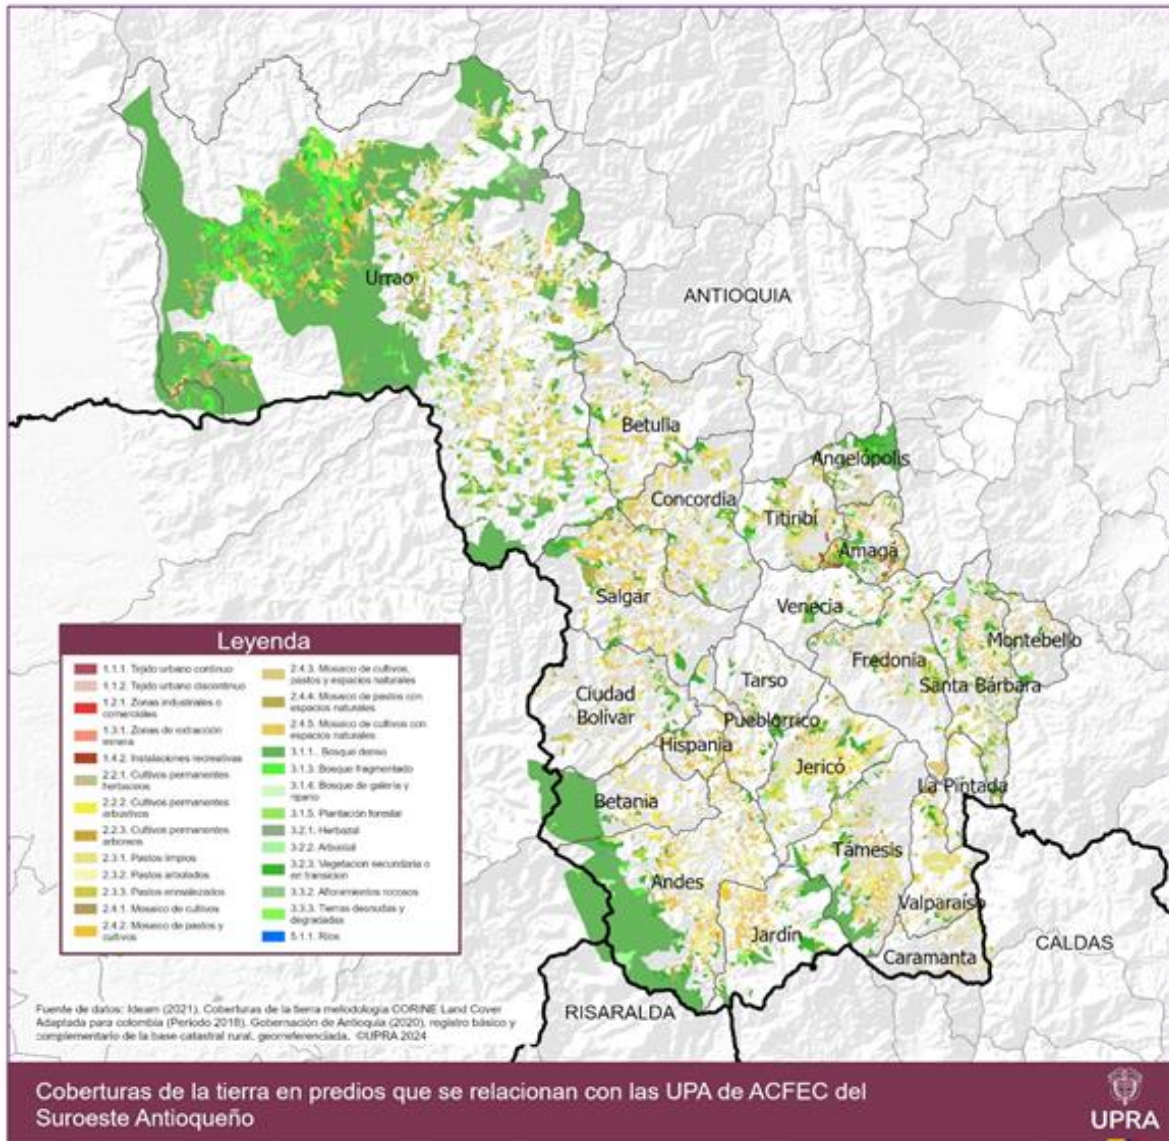 Urrao
ANTIOQUIA
Betulia
Angelópolis
Concordia
Titiribí
Amagá
Salgar
Venecia
Montebello
Fredonia
Santa Bárbara
Tarso
Ciudad
Bolívar
Pueblorrico
Hispania
Jericó
La Pintada
Betania
Támesis
Andes
Valparaíso
Jardín
CALDAS
Caramanta
RISARALDA
Leyenda
1.1.1. Tejido urbano continuo
1.1.2. Tejido urbano discontinuo
1.2.1. Zonas industriales o
comerciales
1.3.1. Zonas de extracción
minera
1.4.2. Instalaciones recreativas
2.2.1. Cultivos permanentes
herbaceos
2.2.2. Cultivos permanentes
arbustivos
2.2.3. Cultivos permanentes
arboreos
2.3.1. Pastos limpios
2.3.2. Pastos arbolados
2.3.3. Pastos enmalezados
2.4.1. Mosaico de cultivos
2.4.2. Mosaico de pastos y
cultivos
2.4.3. Mosaico de cultivos,
pastos y espacios naturales
2.4.4. Mosaico de pastos con
espacios naturales
2.4.5. Mosaico de cultivos con
espacios naturales
3.1.1. Bosque denso
3.1.3. Bosque fragmentado
3.1.4. Bosque de galería y
ripario
3.1.5. Plantación forestal
3.2.1. Herbazal
3.2.2. Arbustal
3.2.3. Vegetacion secundaria o
en transicion
3.3.2. Afloramientos rocosos
3.3.3. Tierras desnudas y
degradadas
5.1.1. Ríos
Fuente de datos: Ideam (2021). Coberturas de la tierra metodología CORINE Land Cover
Adaptada para colombia (Periodo 2018). Gobernación de Antioquia (2020), registro básico y
complementario de la base catastral rural, georreferenciada. ©UPRA 2024
Coberturas de la tierra en predios que se relacionan con las UPA de ACFEC del
Suroeste Antioqueño
UPRA